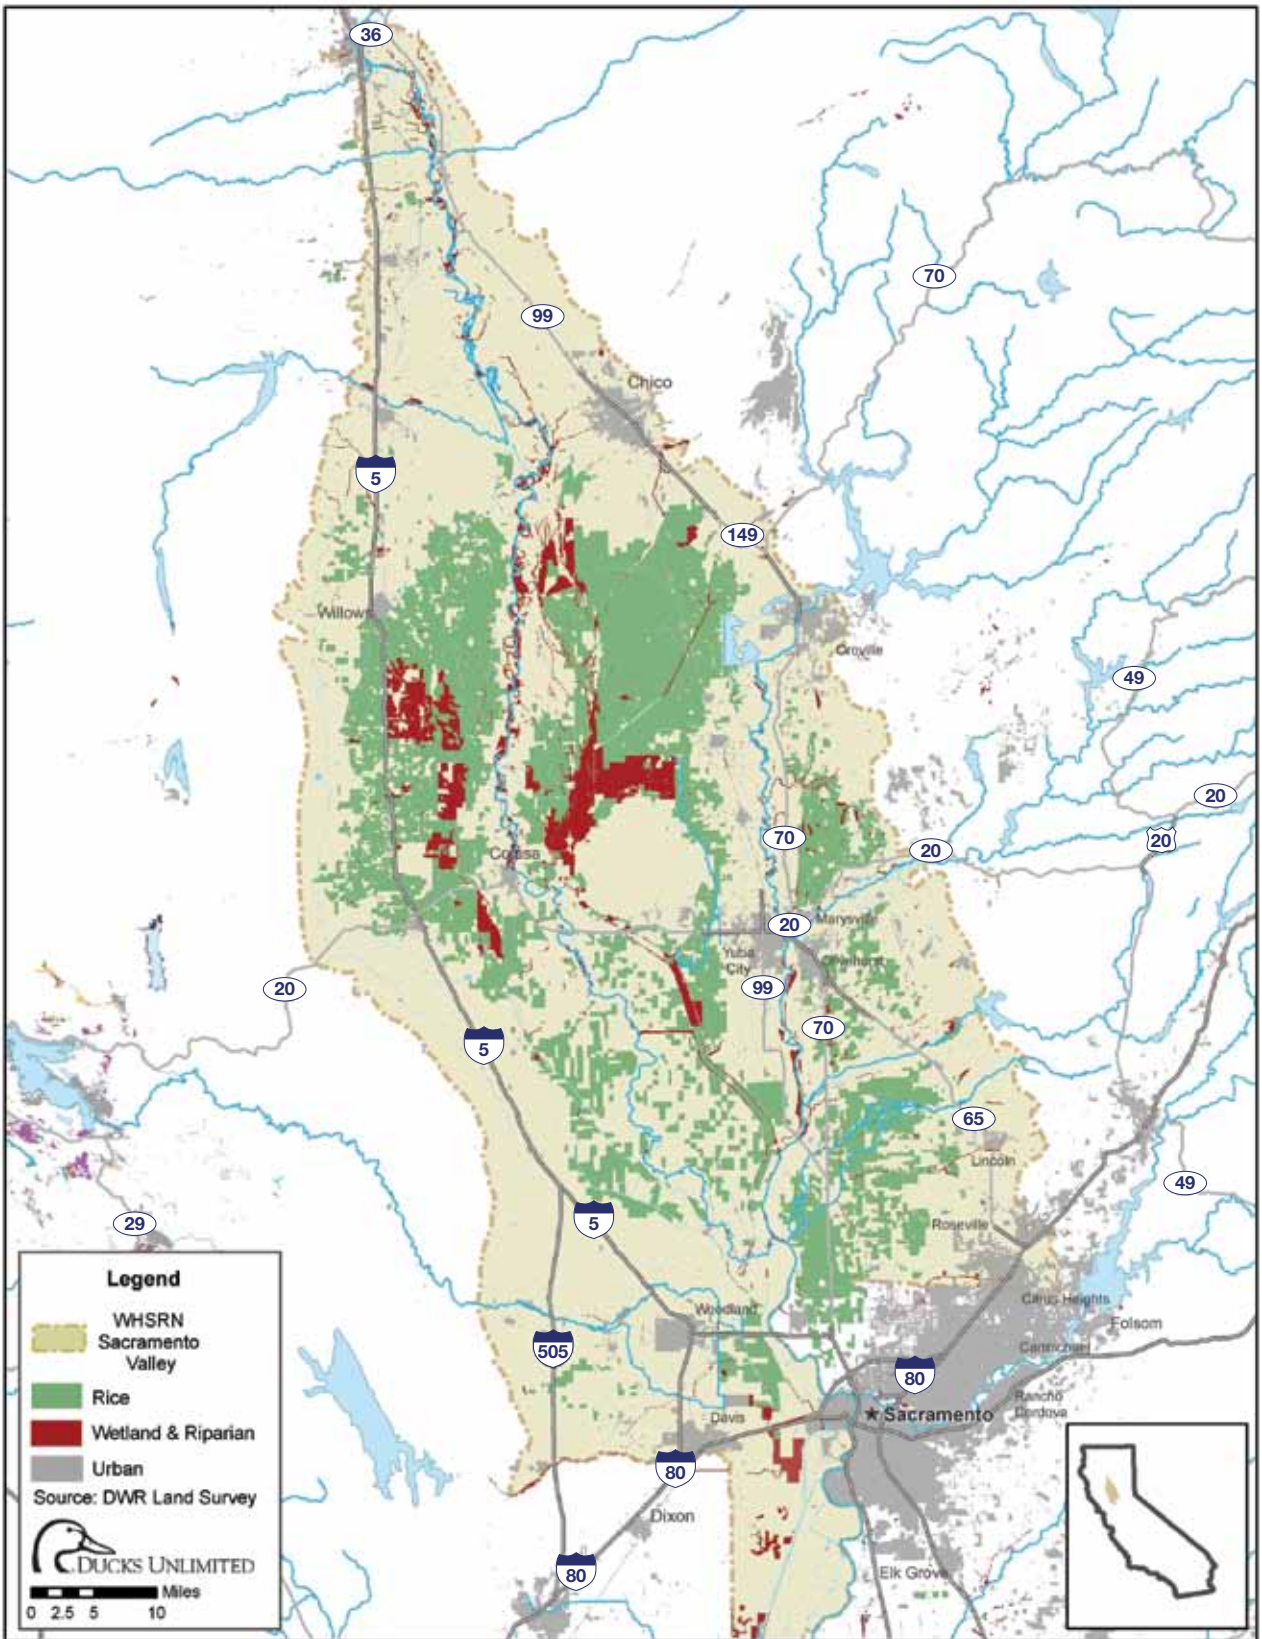 36
70
99
Chico
5
149
Willows
Oroville
49
20
70
20
20
Colusa
20
Marysville
Yuba
City
Olivehurst
20
99
5
70
65
Lincoln
49
29
5
Roseville
Legend
WHSRN
Sacramento
Valley
Rice
Wetland & Riparian
Urban
Source: DWR Land Survey
DUCKS UNLIMITED
Miles
0 2.5 5 10
Citrus Heights
Woodland
Folsom
505
Carmichael
80
Rancho
Cordova
Davis
★ Sacramento
80
Dixon
80
Elk Grove